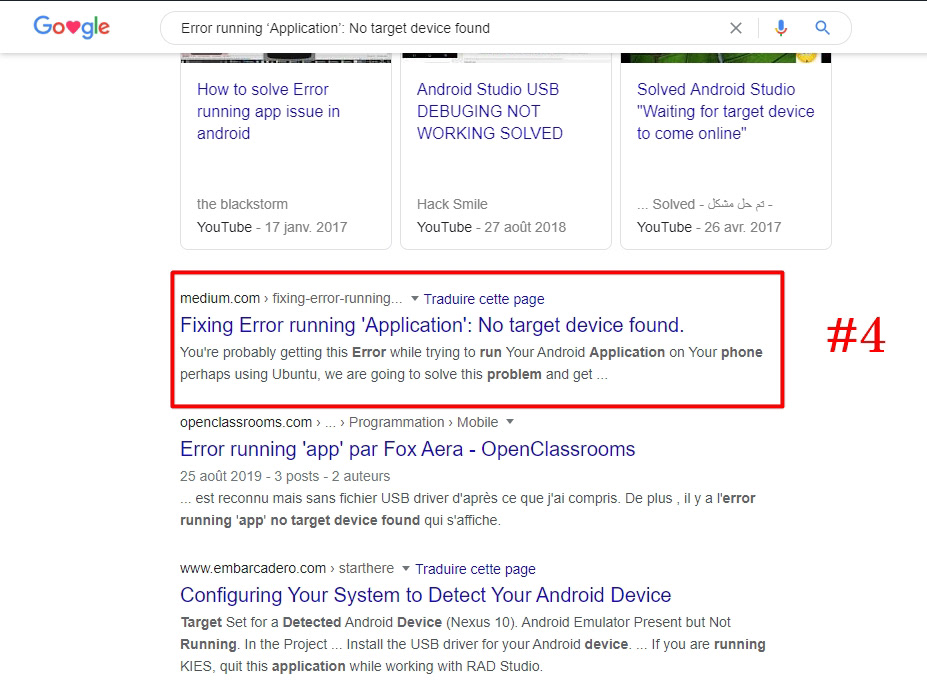 Google
Error running ‘Application’: No target device found
How to solve Error
running app issue in
android
the blackstorm
YouTube - 17 janv. 2017
Android Studio USB
DEBUGING NOT
WORKING SOLVED
Hack Smile
YouTube - 27 août 2018
Solved Android Studio
"Waiting for target device
to come online"
... Solved - تم حل مشكل -
YouTube - 26 avr. 2017
medium.com › fixing-error-running... ▼ Traduire cette page
Fixing Error running 'Application': No target device found.
You're probably getting this Error while trying to run Your Android Application on Your phone
perhaps using Ubuntu, we are going to solve this problem and get ...
#4
openclassrooms.com › ... › Programmation › Mobile ▼
Error running 'app' par Fox Aera - OpenClassrooms
25 août 2019 - 3 posts - 2 auteurs
... est reconnu mais sans fichier USB driver d'après ce que j'ai compris. De plus , il y a l'error
running 'app' no target device found qui s'affiche.
www.embarcadero.com › starthere ▼ Traduire cette page
Configuring Your System to Detect Your Android Device
Target Set for a Detected Android Device (Nexus 10). Android Emulator Present but Not
Running. In the Project ... Install the USB driver for your Android device. ... If you are running
KIES, quit this application while working with RAD Studio.